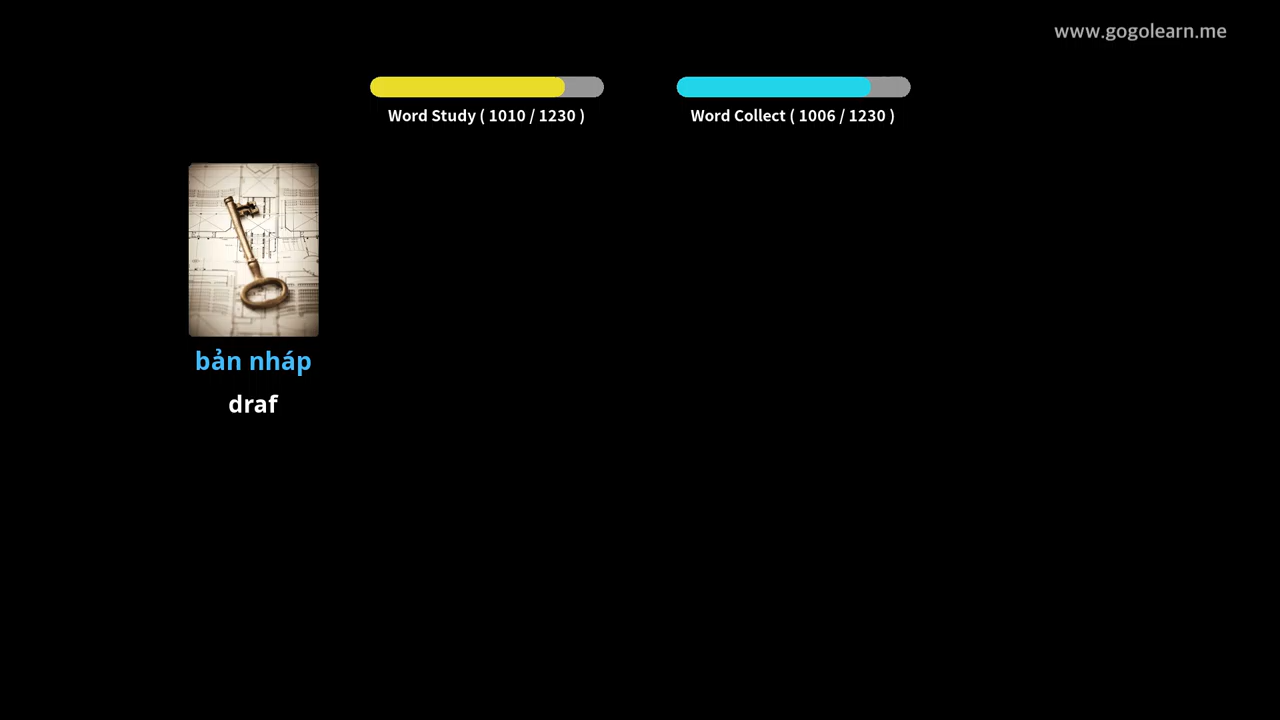 www.gogolearn.me
Word Study ( 1010 / 1230 )
Word Collect ( 1006 / 1230 )
bản nháp
draf